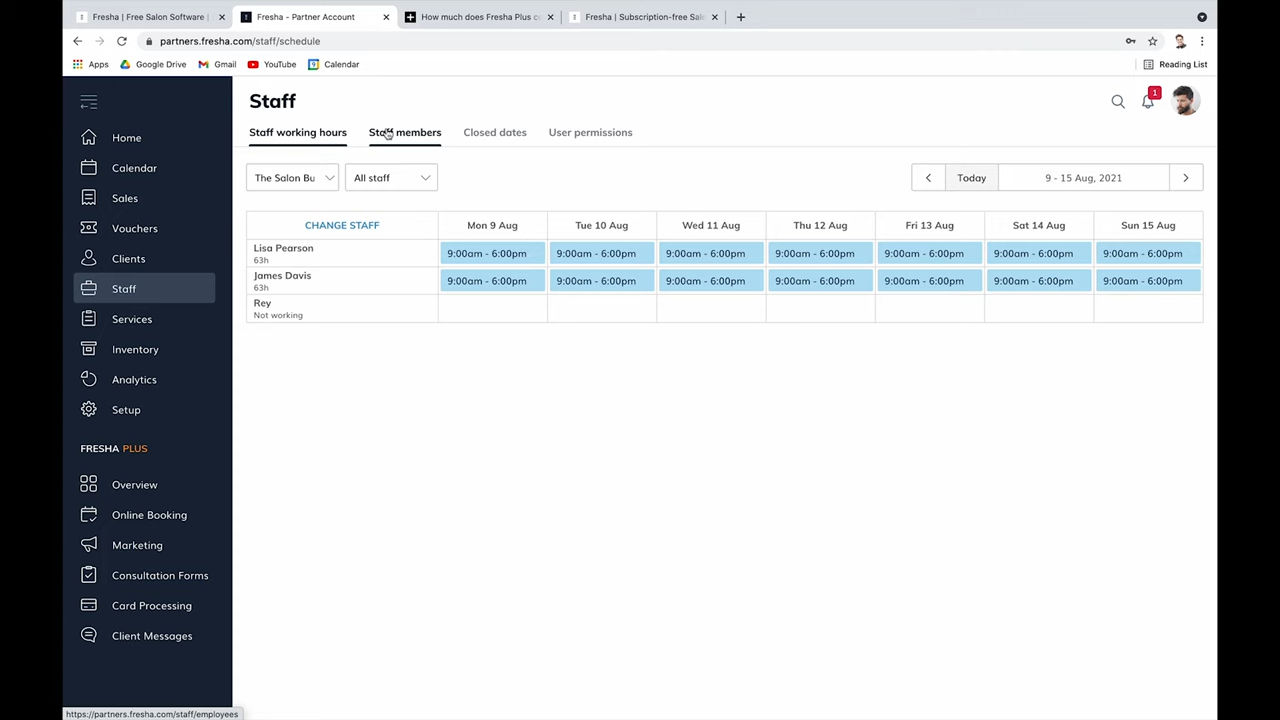 Fresha | Free Salon Software |
Fresha - Partner Account
How much does Fresha Plus co
Fresha | Subscription-free Sal
partners.fresha.com/staff/schedule
Apps
Google Drive
Gmail
YouTube
Calendar
Reading List
Home
Calendar
Sales
Vouchers
Clients
Staff
Services
Inventory
Analytics
Setup
FRESHA PLUS
Overview
Online Booking
Marketing
Consultation Forms
Card Processing
Client Messages
Staff
1
Staff working hours
Staff members
Closed dates
User permissions
The Salon Bu
All staff
Today
9 - 15 Aug, 2021
CHANGE STAFF
Mon 9 Aug
Tue 10 Aug
Wed 11 Aug
Thu 12 Aug
Fri 13 Aug
Sat 14 Aug
Sun 15 Aug
Lisa Pearson
63h
9:00am - 6:00pm
9:00am - 6:00pm
9:00am - 6:00pm
9:00am - 6:00pm
9:00am - 6:00pm
9:00am - 6:00pm
9:00am - 6:00pm
James Davis
63h
9:00am - 6:00pm
9:00am - 6:00pm
9:00am - 6:00pm
9:00am - 6:00pm
9:00am - 6:00pm
9:00am - 6:00pm
9:00am - 6:00pm
Rey
Not working
https://partners.fresha.com/staff/employees